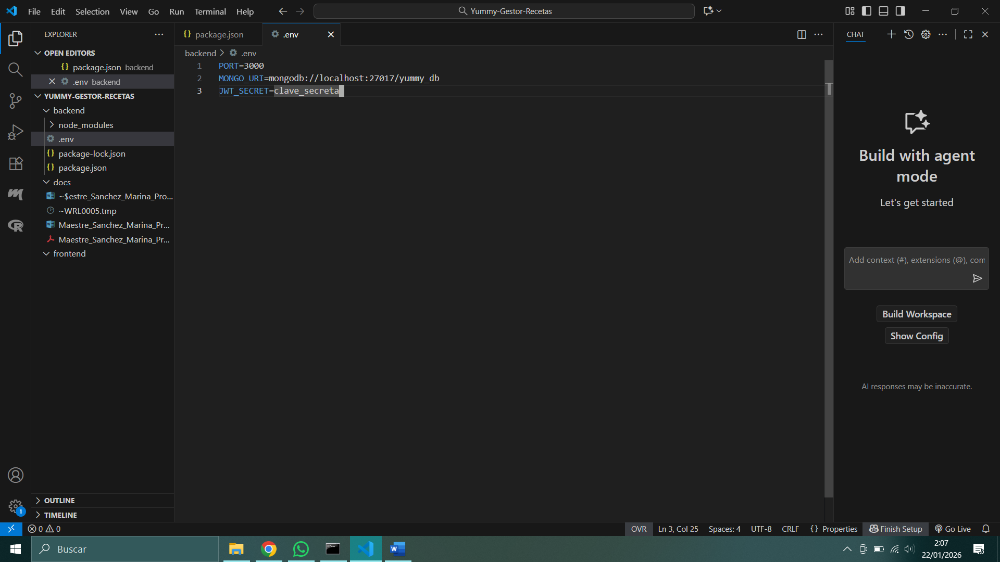 File Edit Selection View Go Run Terminal Help
Yummy-Gestor-Recetas
EXPLORER
OPEN EDITORS
package.json backend
.env backend
YUMMY-GESTOR-RECETAS
backend
node_modules
.env
package-lock.json
package.json
docs
~$estre_Sanchez_Marina_Pro...
~WRL0005.tmp
Maestre_Sanchez_Marina_Pr...
Maestre_Sanchez_Marina_Pr...
frontend
OUTLINE
TIMELINE
package.json
.env
backend > .env
1 PORT=3000
2 MONGO_URI=mongodb://localhost:27017/yummy_db
3 JWT_SECRET=clave_secreta
CHAT
Build with agent
mode
Let's get started
Add context (#), extensions (@), com
Build Workspace
Show Config
AI responses may be inaccurate.
1
0 0
OVR Ln 3, Col 25 Spaces: 4 UTF-8 CRLF {} Properties Finish Setup Go Live
Buscar
2:07
22/01/2026